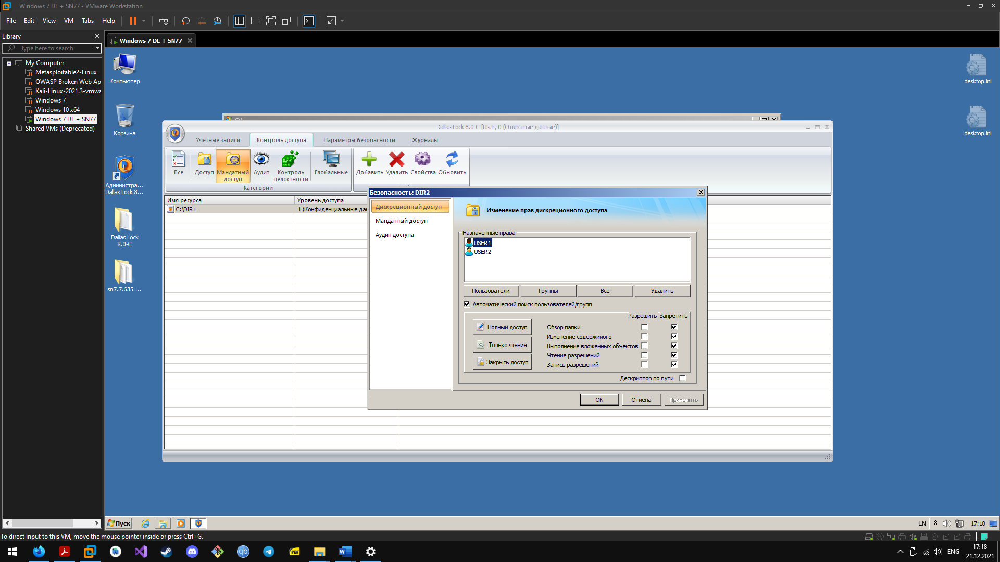 Windows 7 DL + SN77 - VMware Workstation
File Edit View VM Tabs Help
Library
Type here to search
My Computer
Metasploitable2-Linux
OWASP Broken Web Ap
Kali-Linux-2021.3-vmwa
Windows 7
Windows 10 x64
Windows 7 DL + SN77
Shared VMs (Deprecated)
Windows 7 DL + SN77
Компьютер
Корзина
Администра...
Dallas Lock 8...
Dallas Lock
8.0-C
sn7.7.635....
desktop.ini
desktop.ini
Dallas Lock 8.0-C [User, 0 (Открытые данные)]
Учётные записи Контроль доступа Параметры безопасности Журналы
Все
Доступ
Мандатный
доступ
Аудит
Контроль
целостности
Глобальные
Категории
Добавить
Удалить
Свойства
Обновить
Имя ресурса Уровень доступа
C:\DIR1 1 (Конфиденциальные дан
Безопасность: DIR2
Дискреционный доступ
Мандатный доступ
Аудит доступа
Изменение прав дискреционного доступа
Назначенные права
USER1
USER2
Пользователи Группы Все Удалить
Автоматический поиск пользователей/групп
Разрешить Запретить
Полный доступ
Только чтение
Закрыть доступ
Обзор папки
Изменение содержимого
Выполнение вложенных объектов
Чтение разрешений
Запись разрешений
Дескриптор по пути
OK Отмена Применить
Пуск
EN
17:18
To direct input to this VM, move the mouse pointer inside or press Ctrl+G.
ENG
17:18
21.12.2021